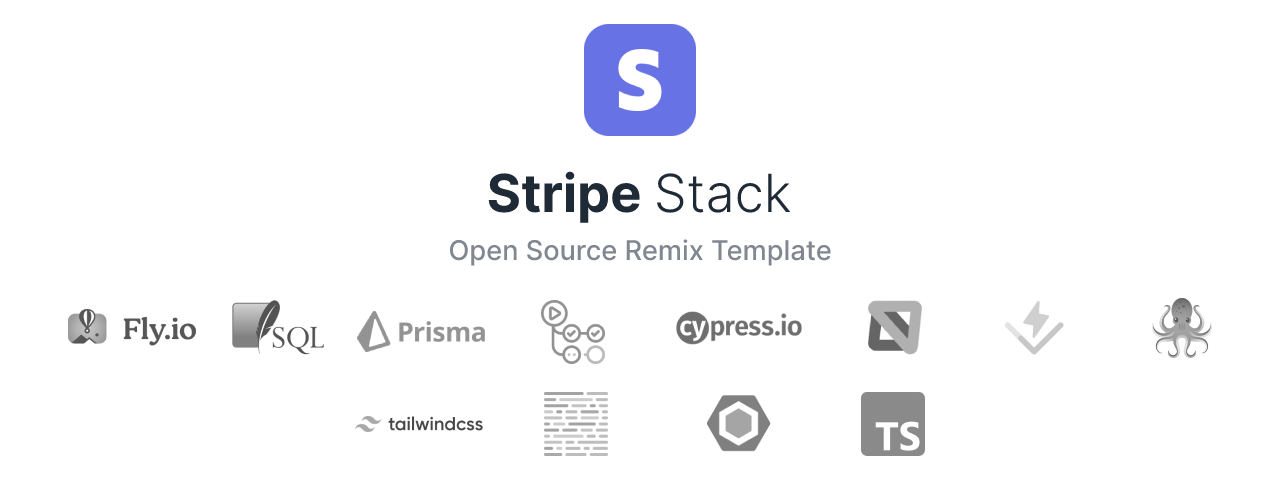 S
Stripe Stack
Open Source Remix Template
Fly.io
SQL
Prisma
cypress.io
tailwindcss
TS